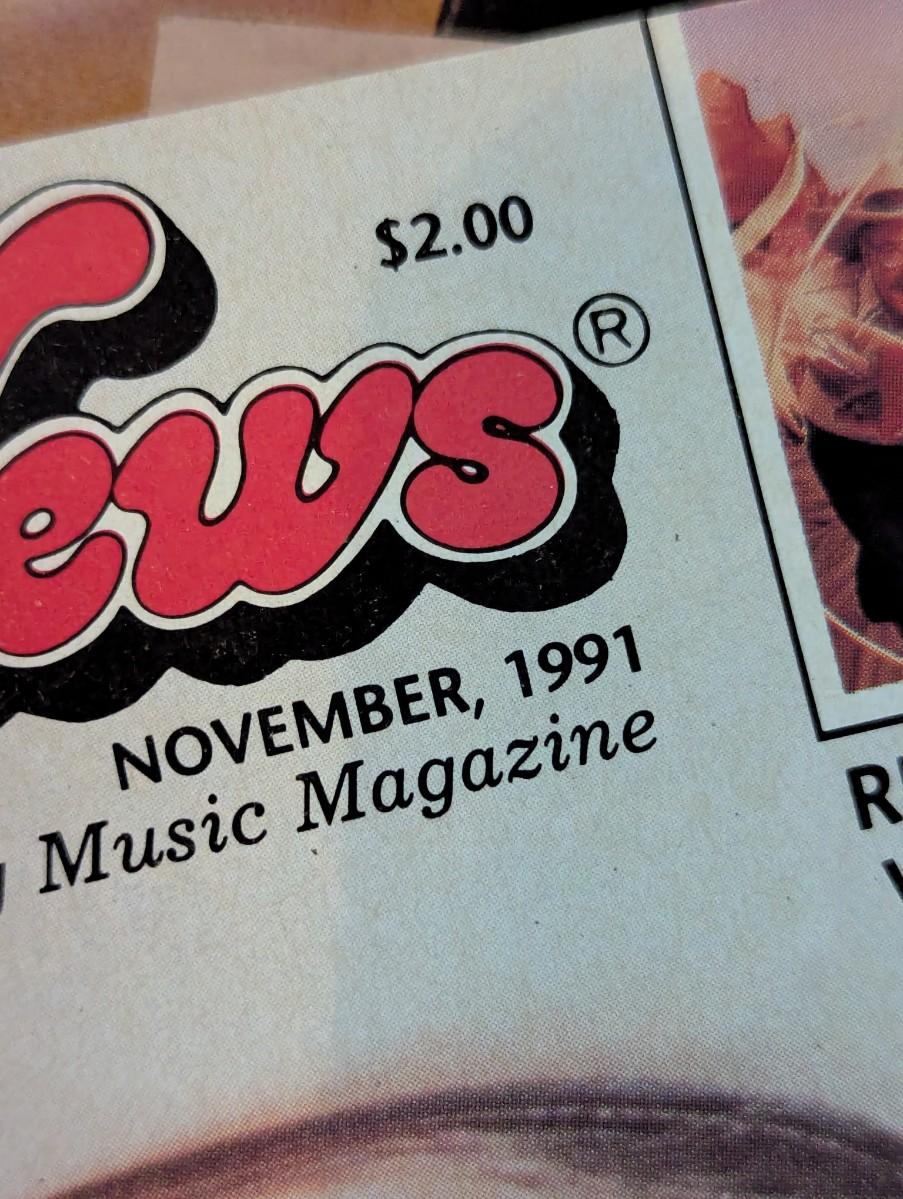 $2.00
ews®
NOVEMBER, 1991
Music Magazine
R